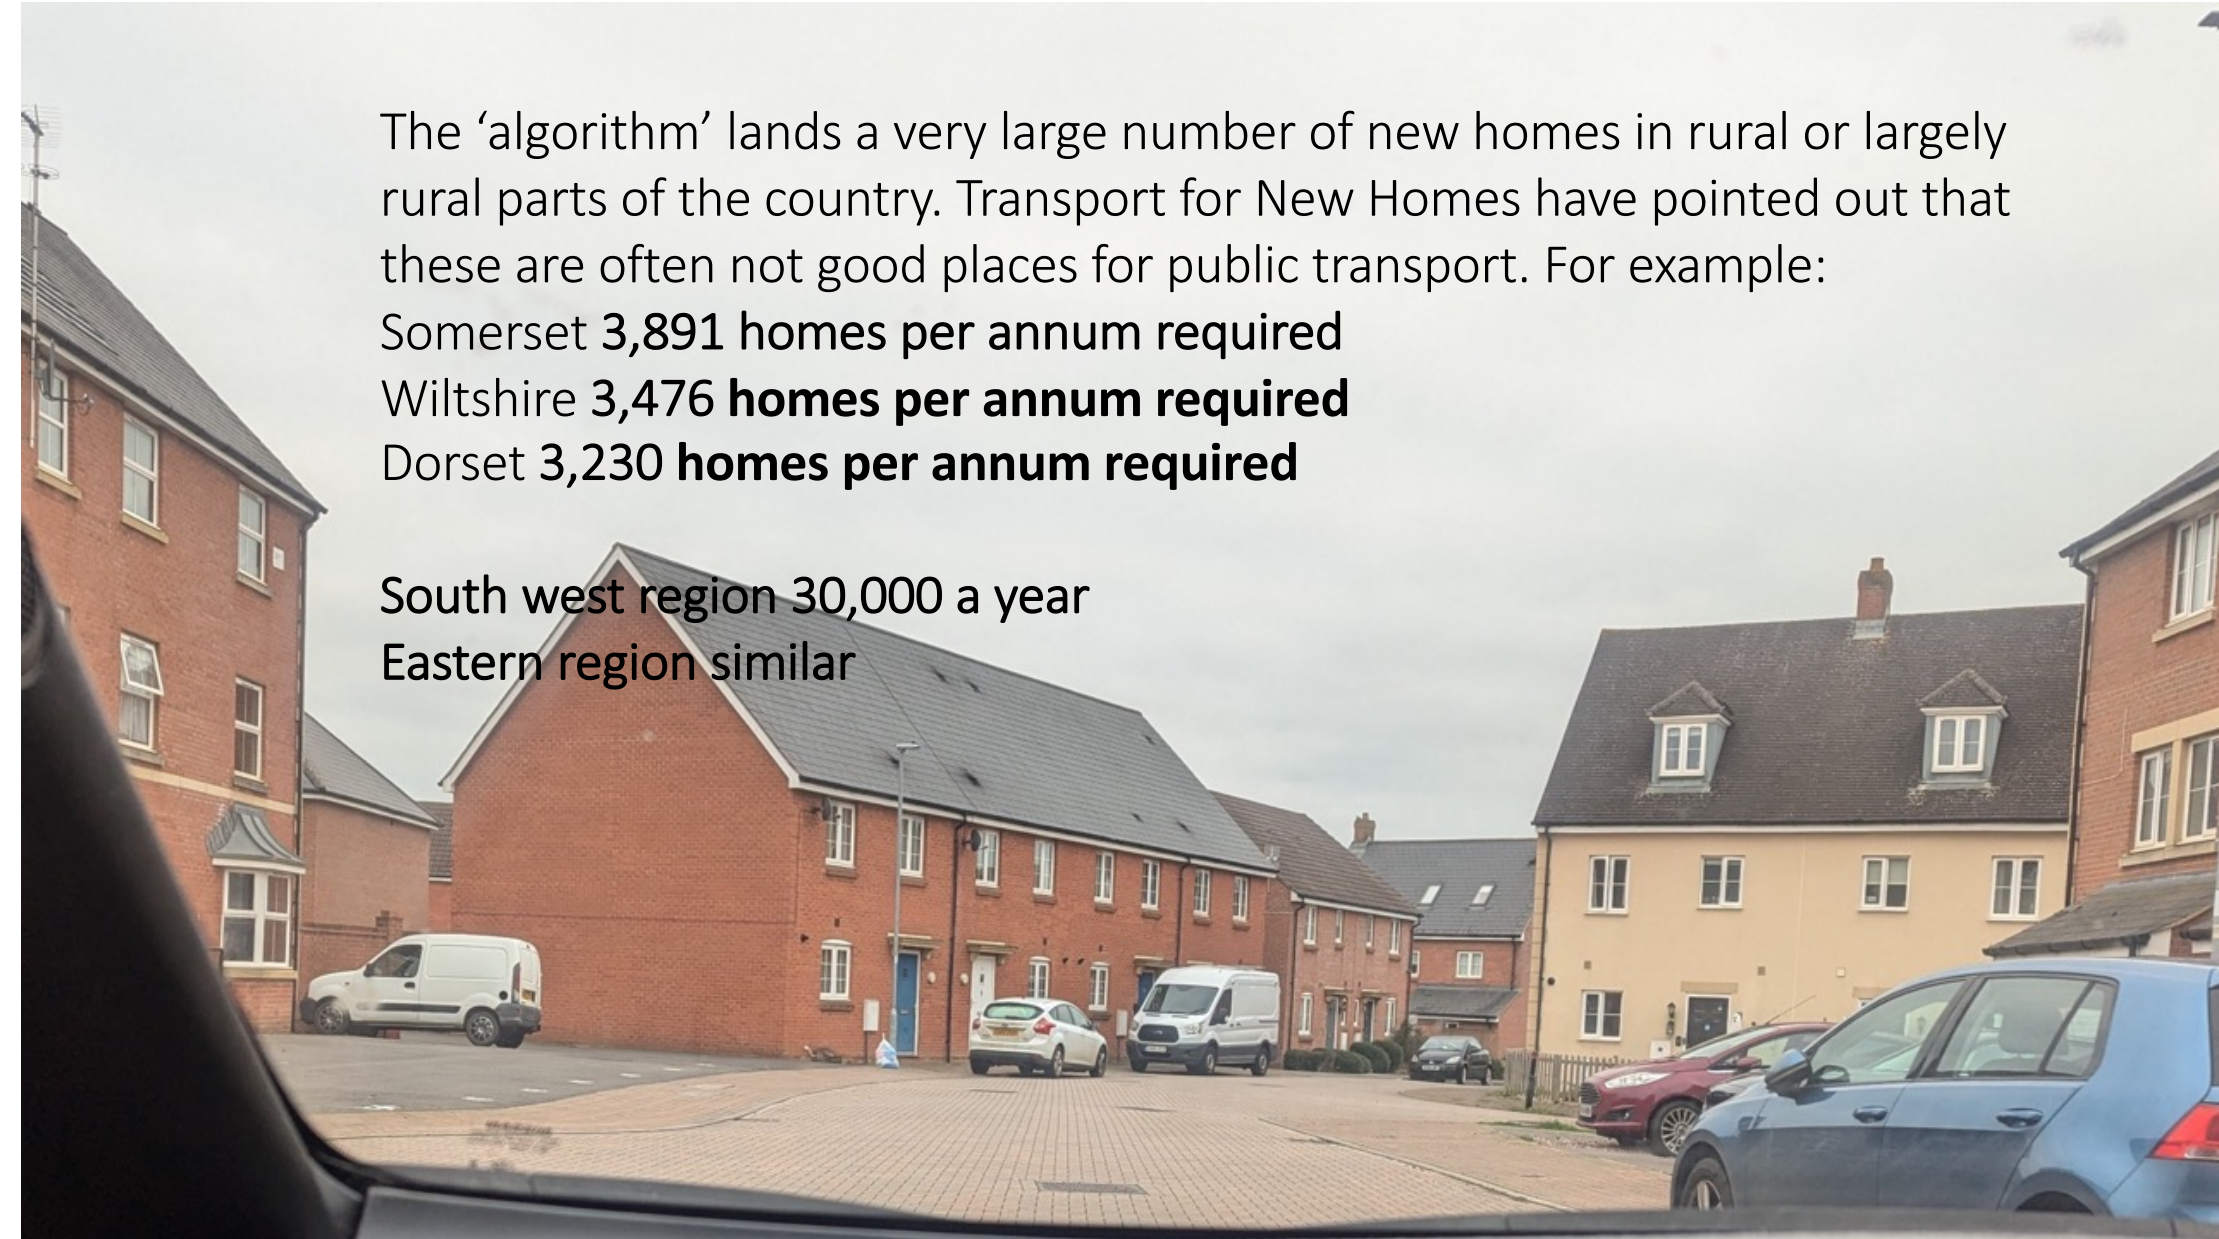 The ‘algorithm’ lands a very large number of new homes in rural or largely
rural parts of the country. Transport for New Homes have pointed out that
these are often not good places for public transport. For example:
Somerset 3,891 homes per annum required
Wiltshire 3,476 homes per annum required
Dorset 3,230 homes per annum required
South west region 30,000 a year
Eastern region similar